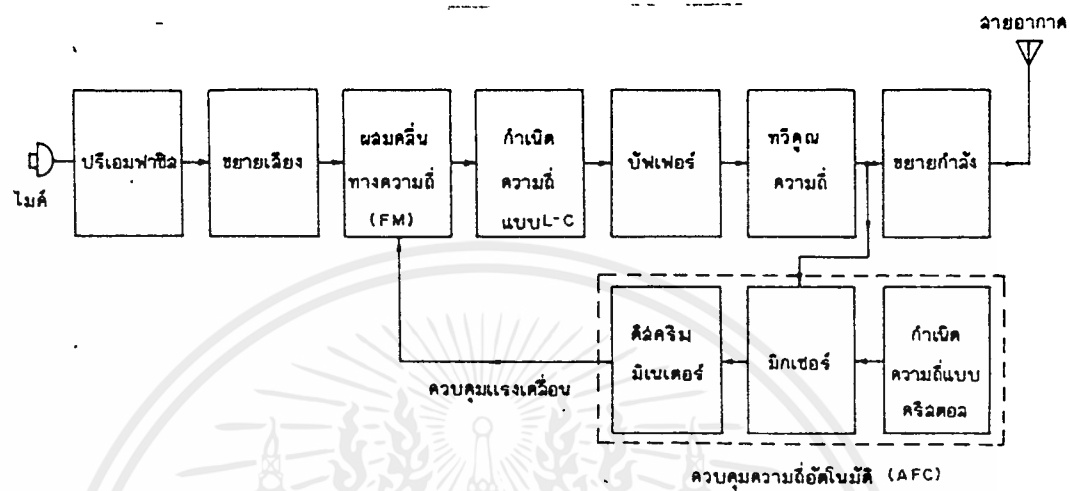 สายอากาศ
ไมค์
ปรีเอมฟาซิส
ขยายเสียง
ผสมคลื่น
ทางความถี่
(FM)
กำเนิด
ความถี่
แบบL-C
บัฟเฟอร์
ทวีคูณ
ความถี่
ขยายกำลัง
ดิสคริม
มิเนเตอร์
มิกเซอร์
กำเนิด
ความถี่แบบ
คริสตอล
ควบคุมแรงเคลื่อน
ควบคุมความถี่อัตโนมัติ (AFC)